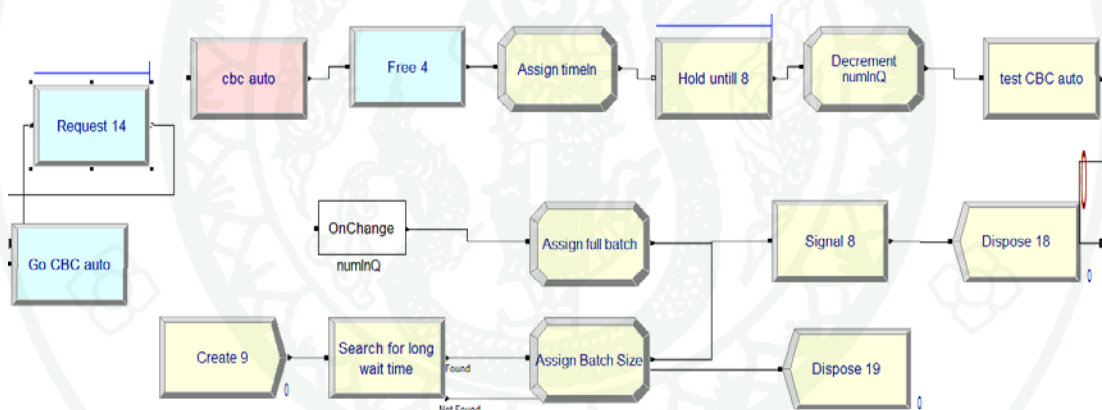 cbc auto
Free 4
Assign timeIn
Hold untill 8
Decrement
numInQ
test CBC auto
Request 14
Go CBC auto
OnChange
numInQ
Assign full batch
Signal 8
Dispose 18
0
Create 9
0
Search for long
wait time
Found
Not Found
Assign Batch Size
Dispose 19
0